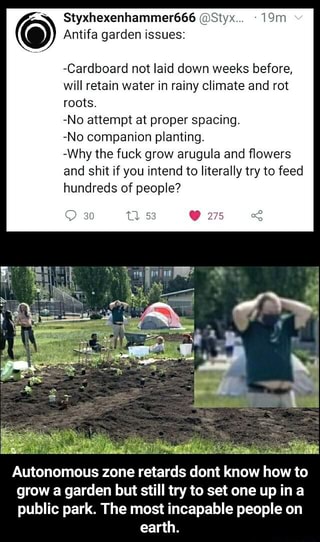 Styxhexenhammer666 @Styx... · 19m
Antifa garden issues:
-Cardboard not laid down weeks before,
will retain water in rainy climate and rot
roots.
-No attempt at proper spacing.
-No companion planting.
-Why the fuck grow arugula and flowers
and shit if you intend to literally try to feed
hundreds of people?
30 53 275
Autonomous zone retards dont know how to
grow a garden but still try to set one up in a
public park. The most incapable people on
earth.